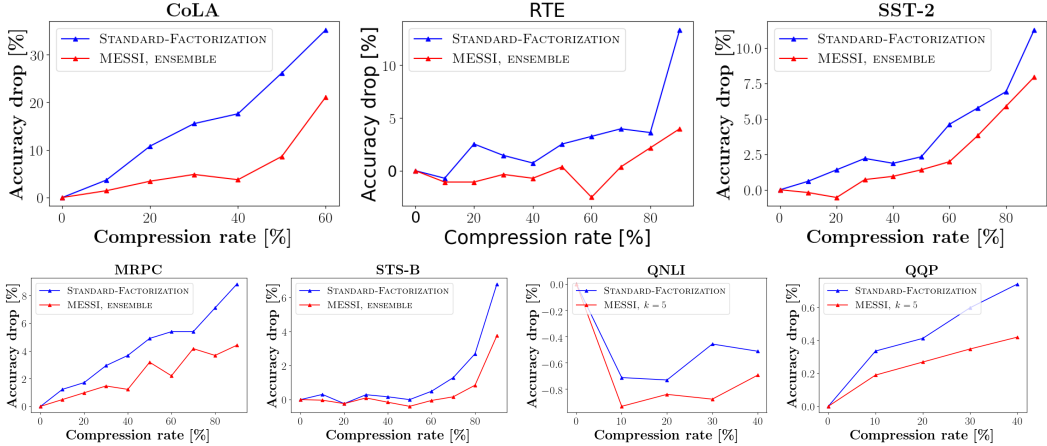 CoLA
Accuracy drop [%]
30
20
10
0
STANDARD-FACTORIZATION
MESSI, ENSEMBLE
0 20 40 60
Compression rate [%]
RTE
Accuracy drop [%]
10
5
0
STANDARD-FACTORIZATION
MESSI, ENSEMBLE
0 20 40 60 80
0
Compression rate [%]
SST-2
Accuracy drop [%]
10.0
7.5
5.0
2.5
0.0
STANDARD-FACTORIZATION
MESSI, ENSEMBLE
0 20 40 60 80
Compression rate [%]
MRPC
Accuracy drop [%]
8
6
4
2
0
STANDARD-FACTORIZATION
MESSI, ENSEMBLE
0 20 40 60 80
Compression rate [%]
STS-B
Accuracy drop [%]
6
4
2
0
STANDARD-FACTORIZATION
MESSI, ENSEMBLE
0 20 40 60 80
Compression rate [%]
QNLI
Accuracy drop [%]
0.0
−0.2
−0.4
−0.6
−0.8
STANDARD-FACTORIZATION
MESSI, k = 5
0 10 20 30 40
Compression rate [%]
QQP
Accuracy drop [%]
0.6
0.4
0.2
0.0
STANDARD-FACTORIZATION
MESSI, k = 5
0 10 20 30 40
Compression rate [%]